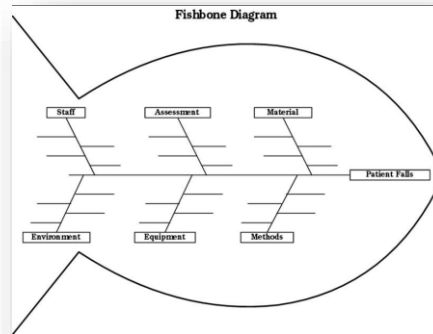 Fishbone Diagram
Staff
Assessment
Material
Patient Falls
Environment
Equipment
Methods